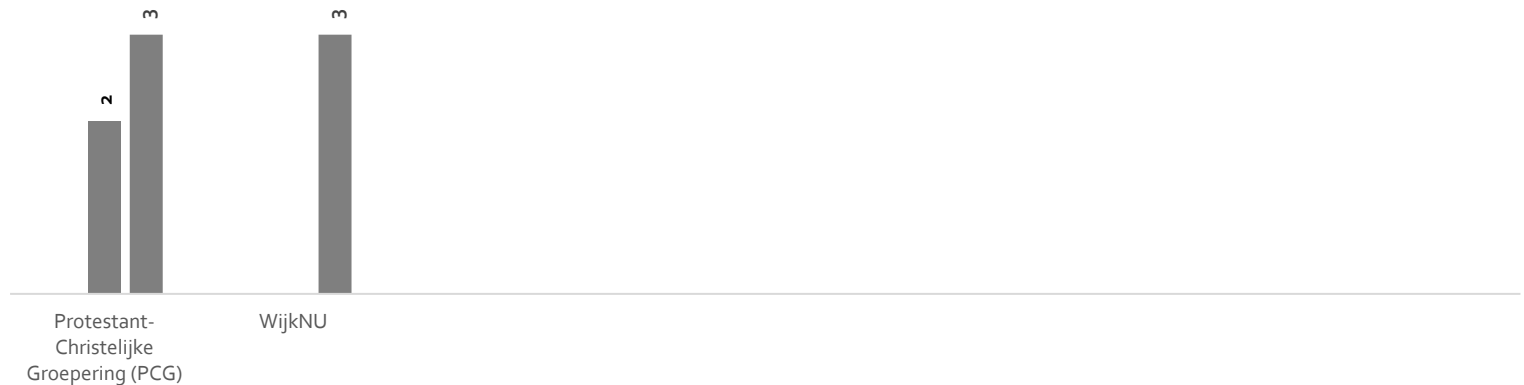 2
3
3
Protestant-
Christelijke
Groepering (PCG)
WijkNU